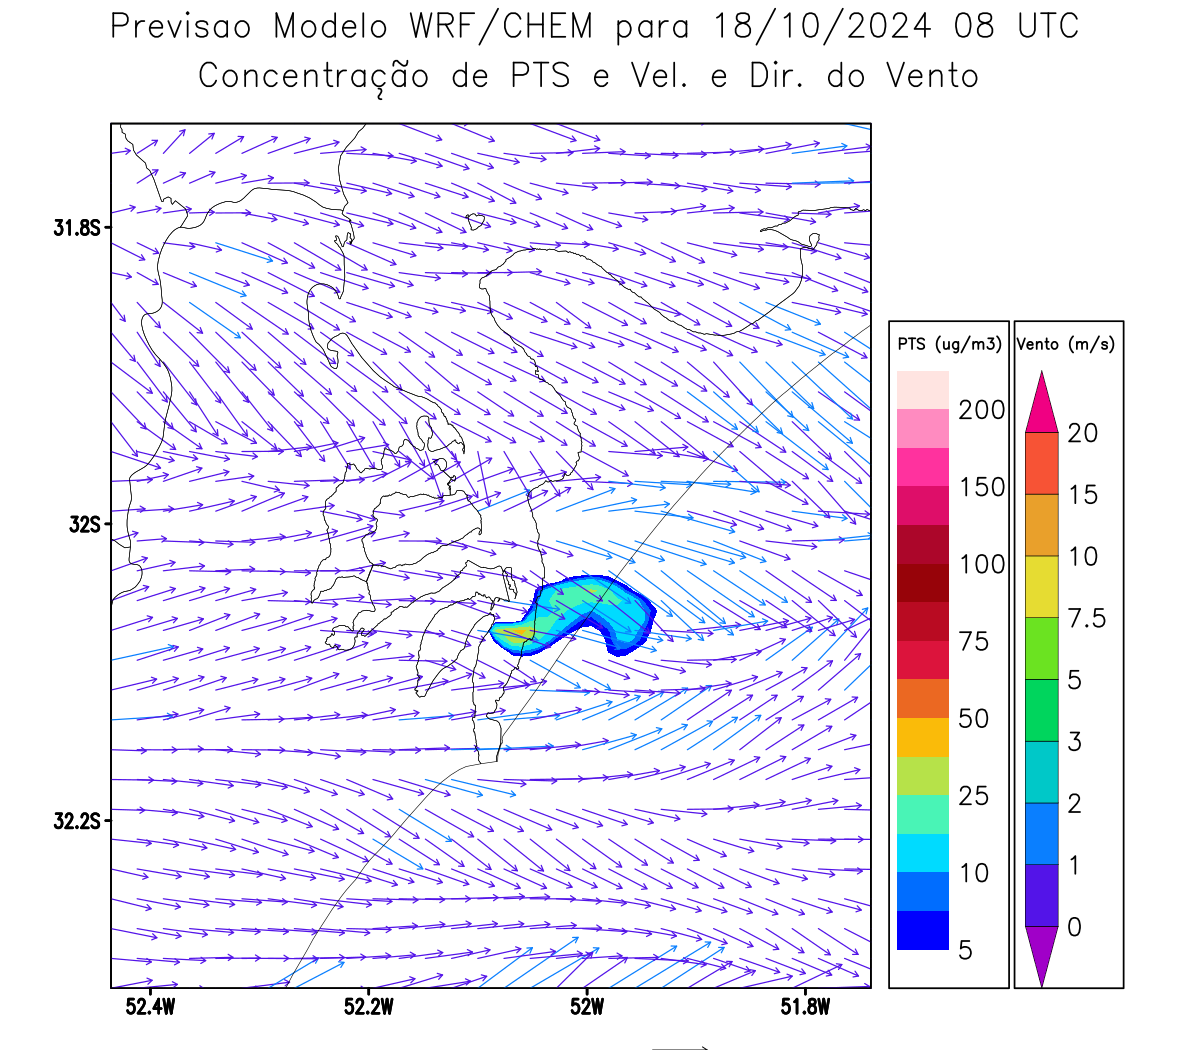 Previsao Modelo WRF/CHEM para 18/10/2024 08 UTC
Concentração de PTS e Vel. e Dir. do Vento
31.8S
32S
32.2S
52.4W
52.2W
52W
51.8W
PTS (ug/m3)
200
150
100
75
50
25
10
5
Vento (m/s)
20
15
10
7.5
5
3
2
1
0